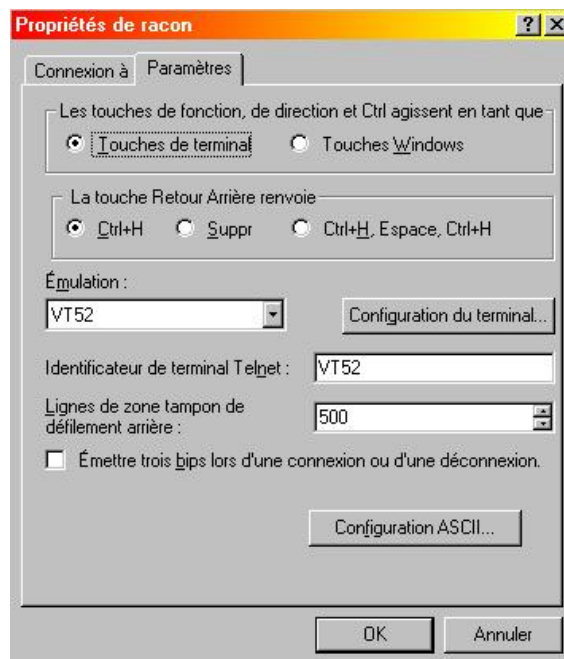 Propriétés de racon
Connexion à Paramètres
Les touches de fonction, de direction et Ctrl agissent en tant que
Touches de terminal Touches Windows
La touche Retour Arrière renvoie
Ctrl+H Suppr Ctrl+H, Espace, Ctrl+H
Émulation :
VT52 Configuration du terminal...
Identificateur de terminal Telnet : VT52
Lignes de zone tampon de
défilement arrière : 500
Émettre trois bips lors d'une connexion ou d'une déconnexion.
Configuration ASCII...
OK Annuler